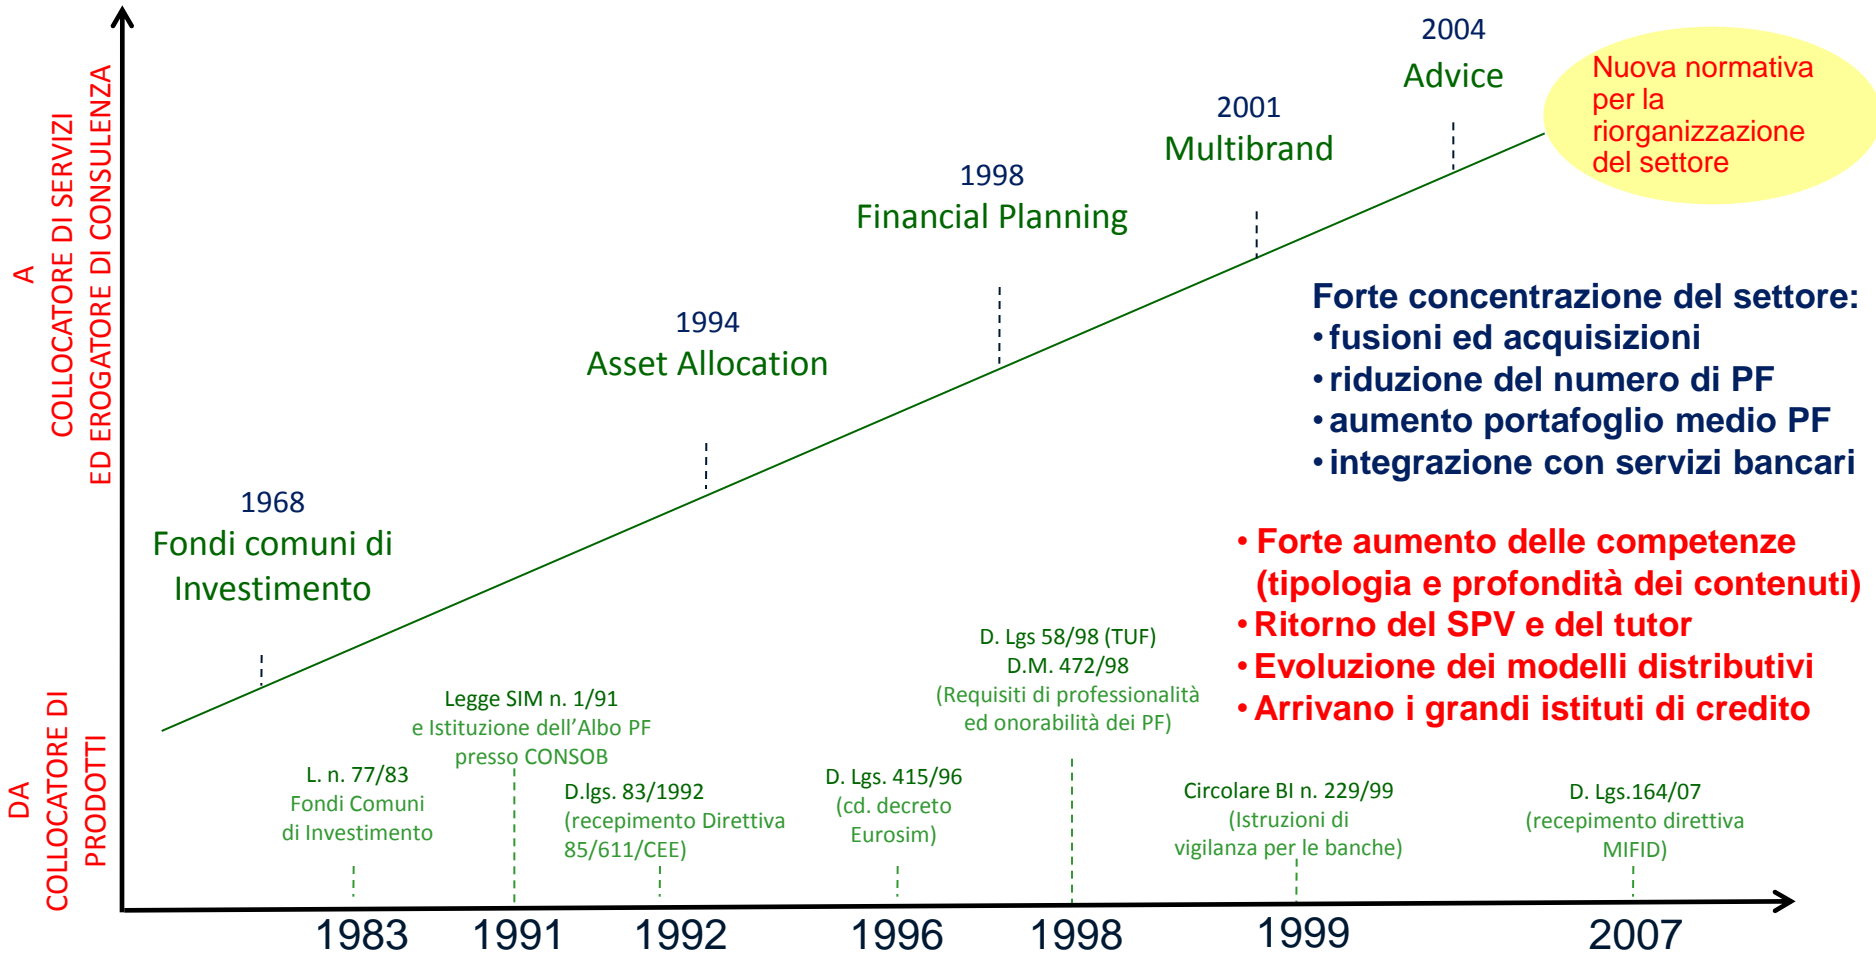 A
COLLOCATORE DI SERVIZI
ED EROGATORE DI CONSULENZA
DA
COLLOCATORE DI
PRODOTTI
1968
Fondi comuni di
Investimento
1994
Asset Allocation
1998
Financial Planning
2001
Multibrand
2004
Advice
Nuova normativa
per la
riorganizzazione
del settore
Forte concentrazione del settore:
• fusioni ed acquisizioni
• riduzione del numero di PF
• aumento portafoglio medio PF
• integrazione con servizi bancari
• Forte aumento delle competenze
(tipologia e profondità dei contenuti)
• Ritorno del SPV e del tutor
• Evoluzione dei modelli distributivi
• Arrivano i grandi istituti di credito
L. n. 77/83
Fondi Comuni
di Investimento
Legge SIM n. 1/91
e Istituzione dell’Albo PF
presso CONSOB
D.lgs. 83/1992
(recepimento Direttiva
85/611/CEE)
D. Lgs. 415/96
(cd. decreto
Eurosim)
D. Lgs 58/98 (TUF)
D.M. 472/98
(Requisiti di professionalità
ed onorabilità dei PF)
Circolare BI n. 229/99
(Istruzioni di
vigilanza per le banche)
D. Lgs.164/07
(recepimento direttiva
MIFID)
1983
1991
1992
1996
1998
1999
2007